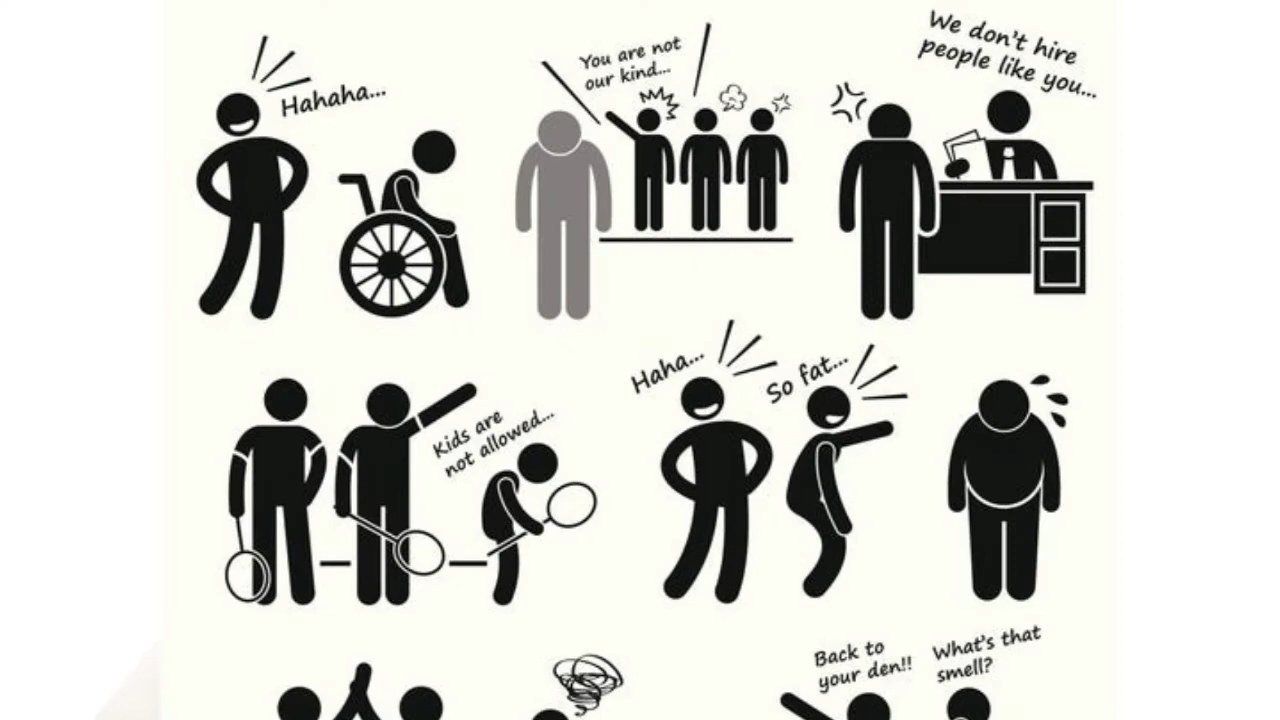 Hahaha...
You are not
our kind...
We don't hire
people like you...
Kids are
not allowed...
Haha...
So fat...
Back to
your den!!
What's that
smell?